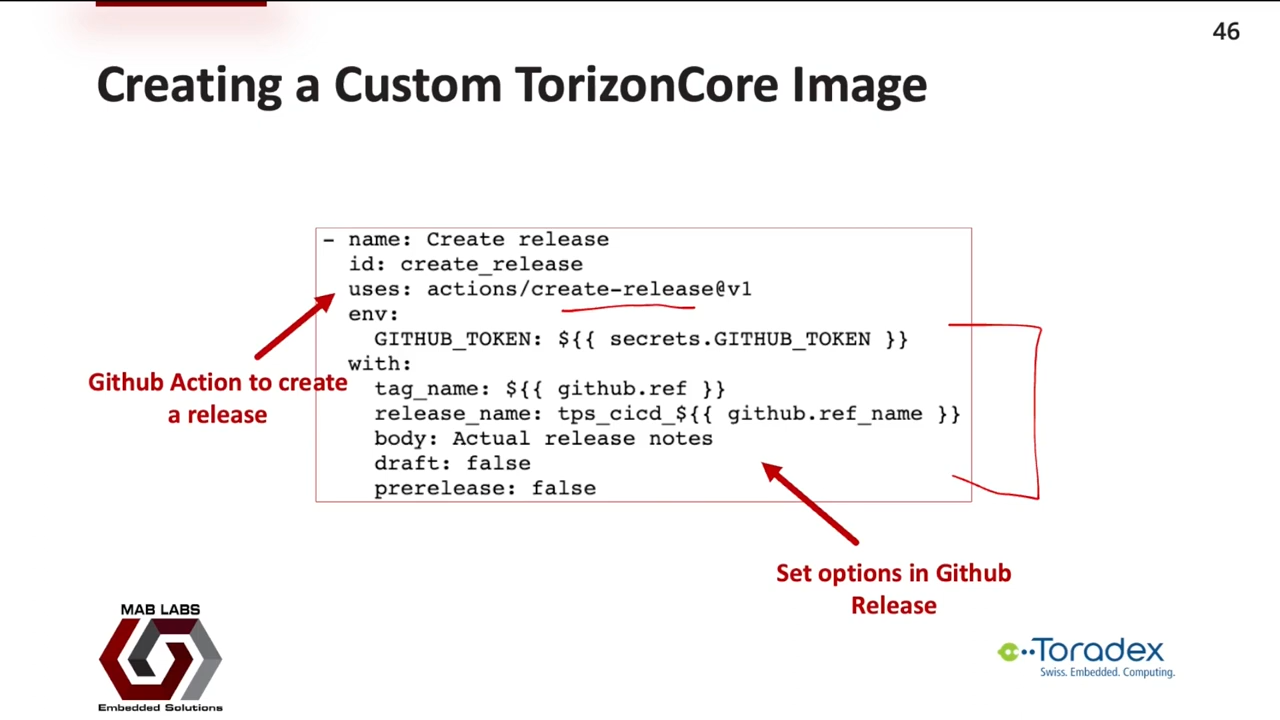 46
Creating a Custom TorizonCore Image
- name: Create release
id: create_release
uses: actions/create-release@v1
env:
GITHUB_TOKEN: ${{ secrets.GITHUB_TOKEN }}
with:
tag_name: ${{ github.ref }}
release_name: tps_cicd_${{ github.ref_name }}
body: Actual release notes
draft: false
prerelease: false
Github Action to create
a release
Set options in Github
Release
MAB LABS
Embedded Solutions
Toradex
Swiss. Embedded. Computing.